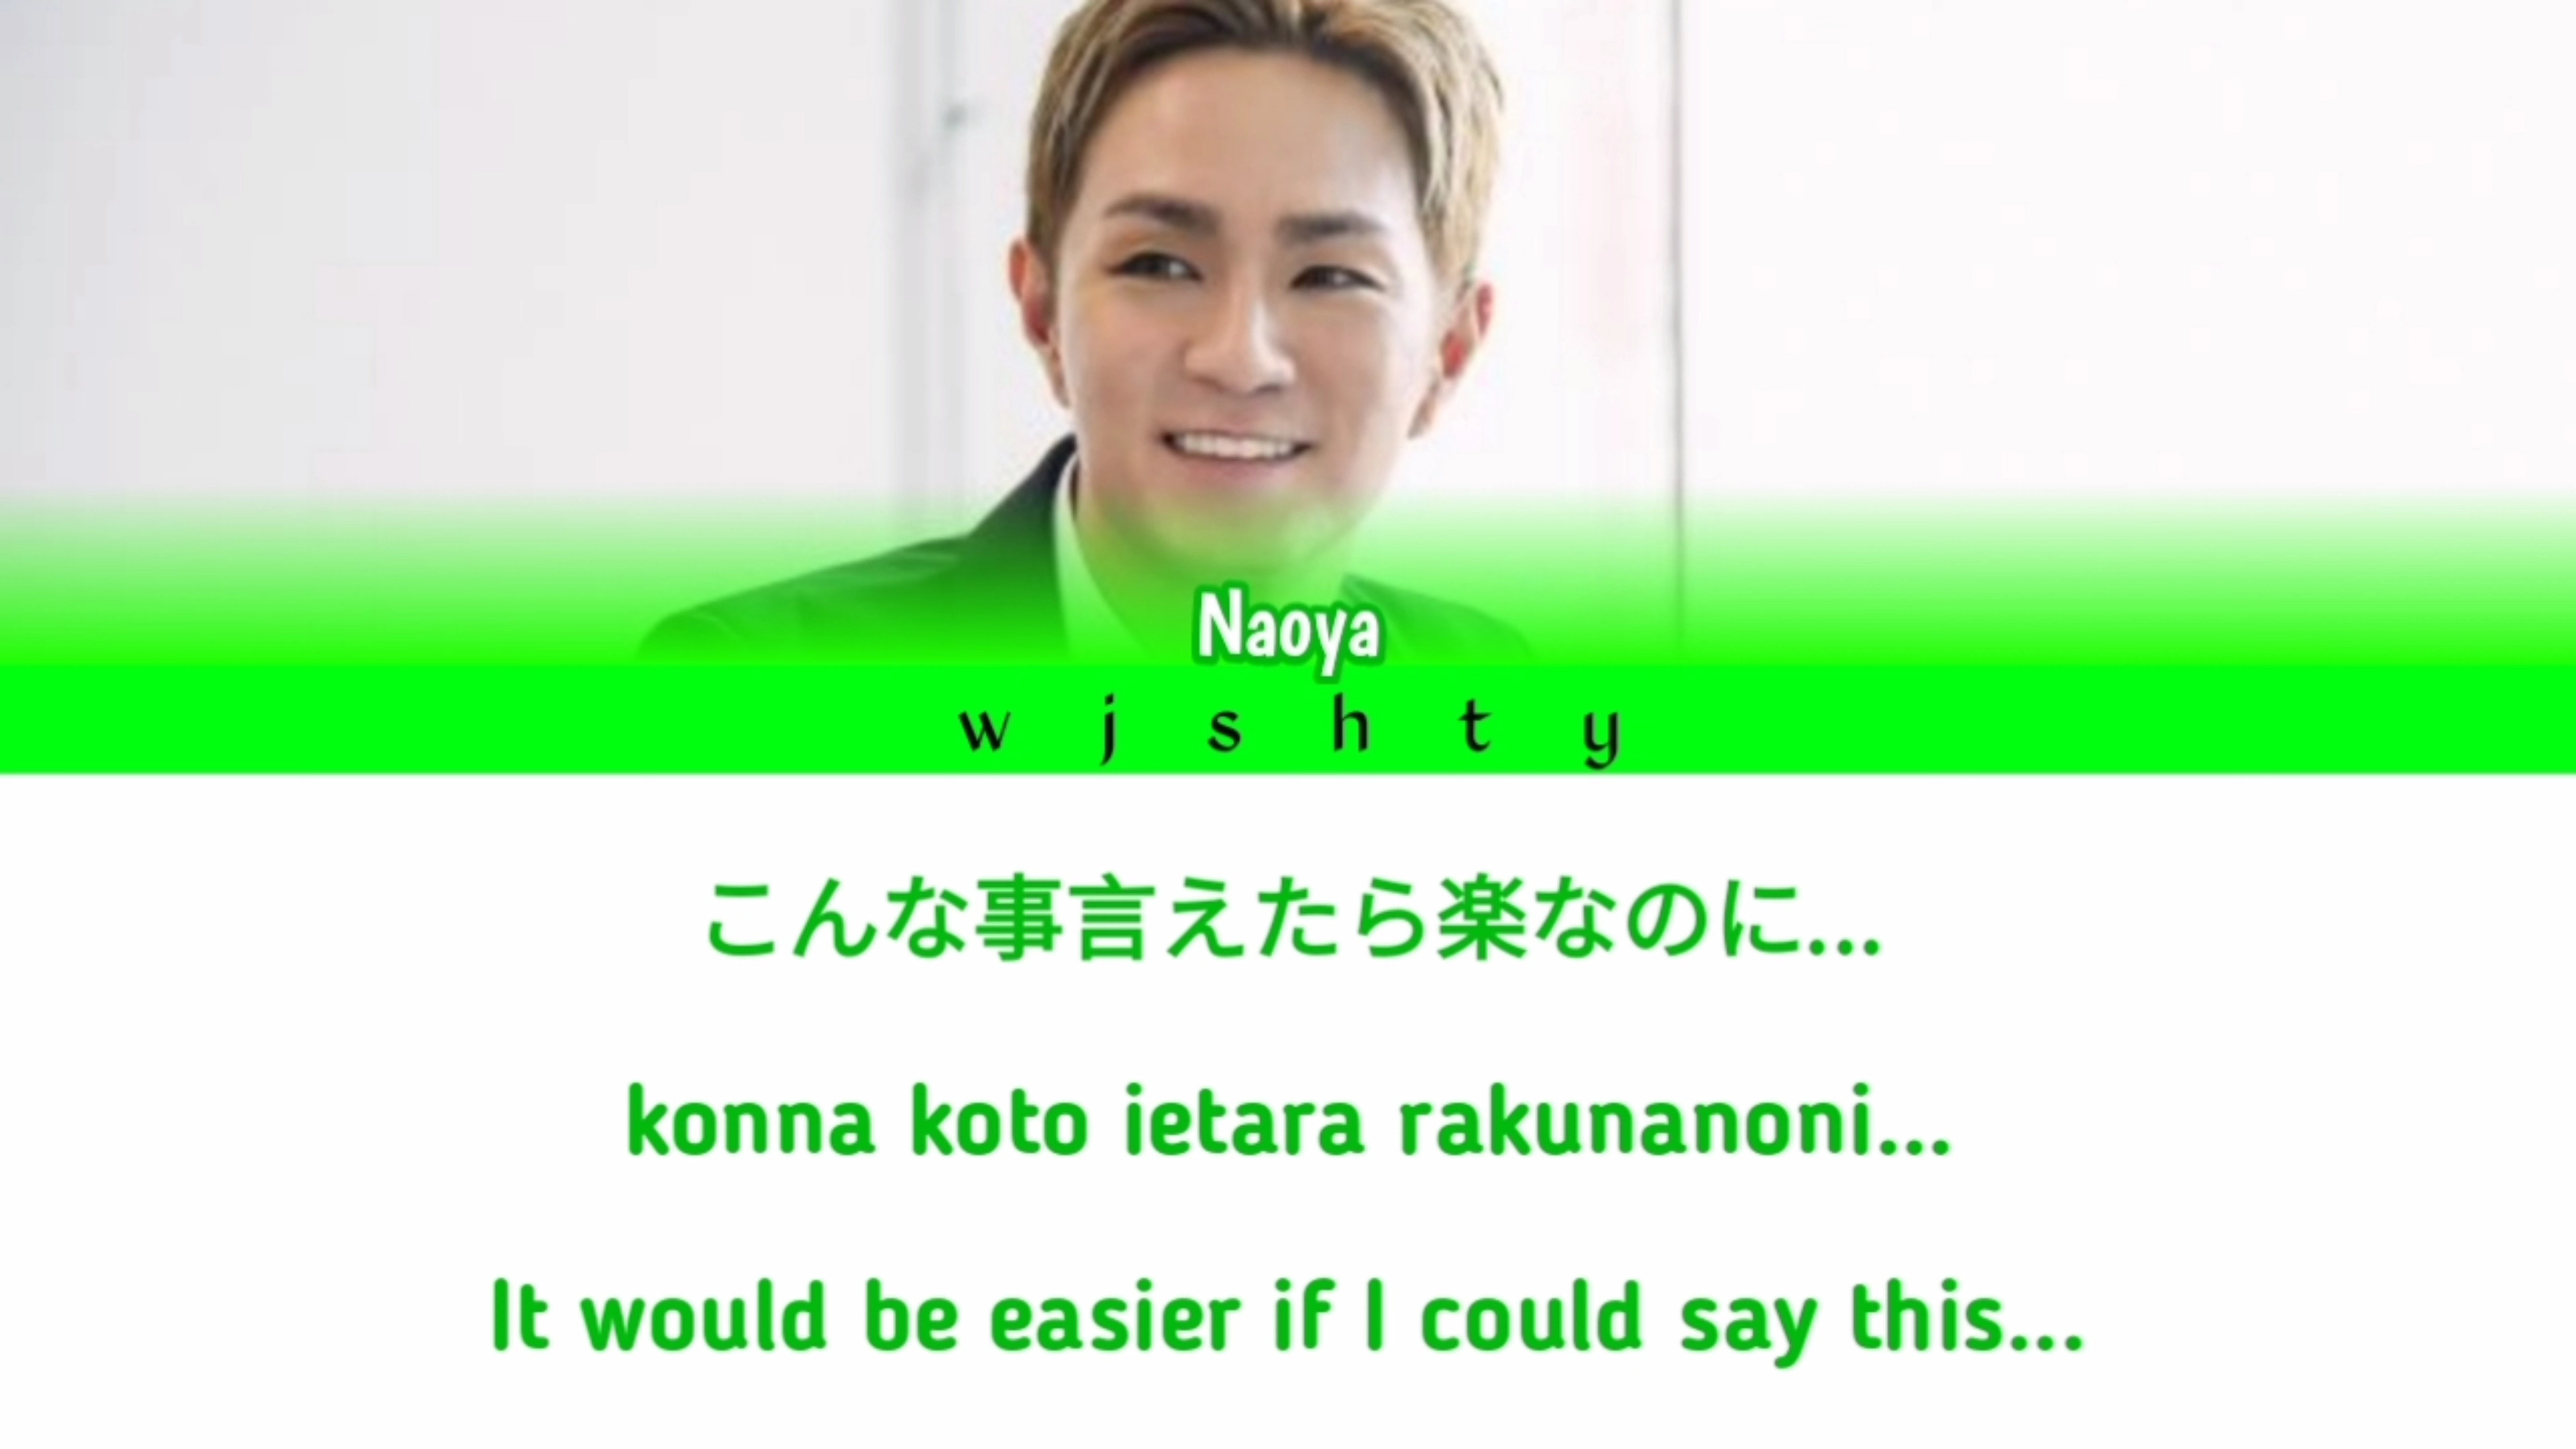 Naoya
w j s h t y
こんな事言えたら楽なのに...
konna koto ietara rakunanoni...
It would be easier if I could say this...